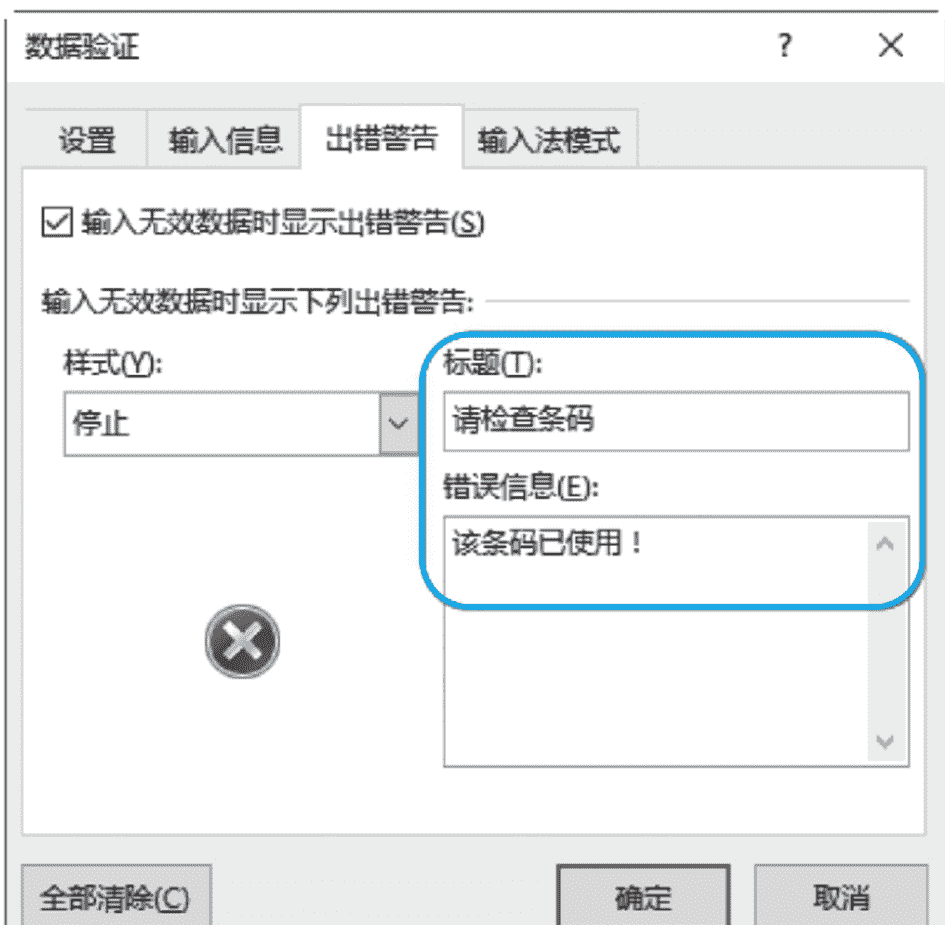 数据验证 ? ×
设置 输入信息 出错警告 输入法模式
输入无效数据时显示出错警告(S)
输入无效数据时显示下列出错警告:
样式(Y):
停止
标题(T):
请检查条码
错误信息(E):
该条码已使用！
全部清除(C) 确定 取消